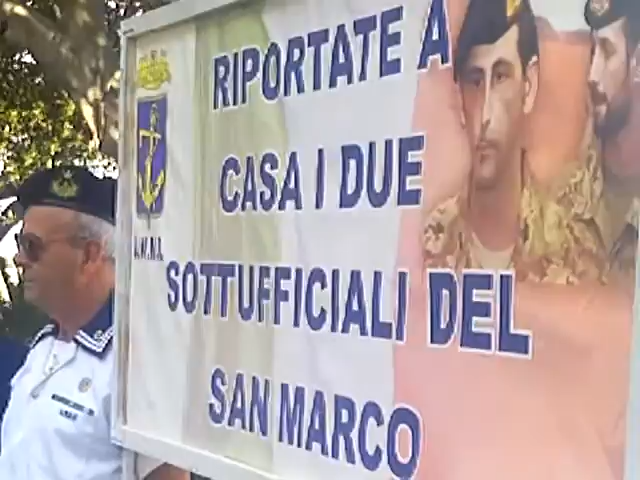 RIPORTATE A
CASA I DUE
SOTTUFFICIALI DEL
SAN MARCO